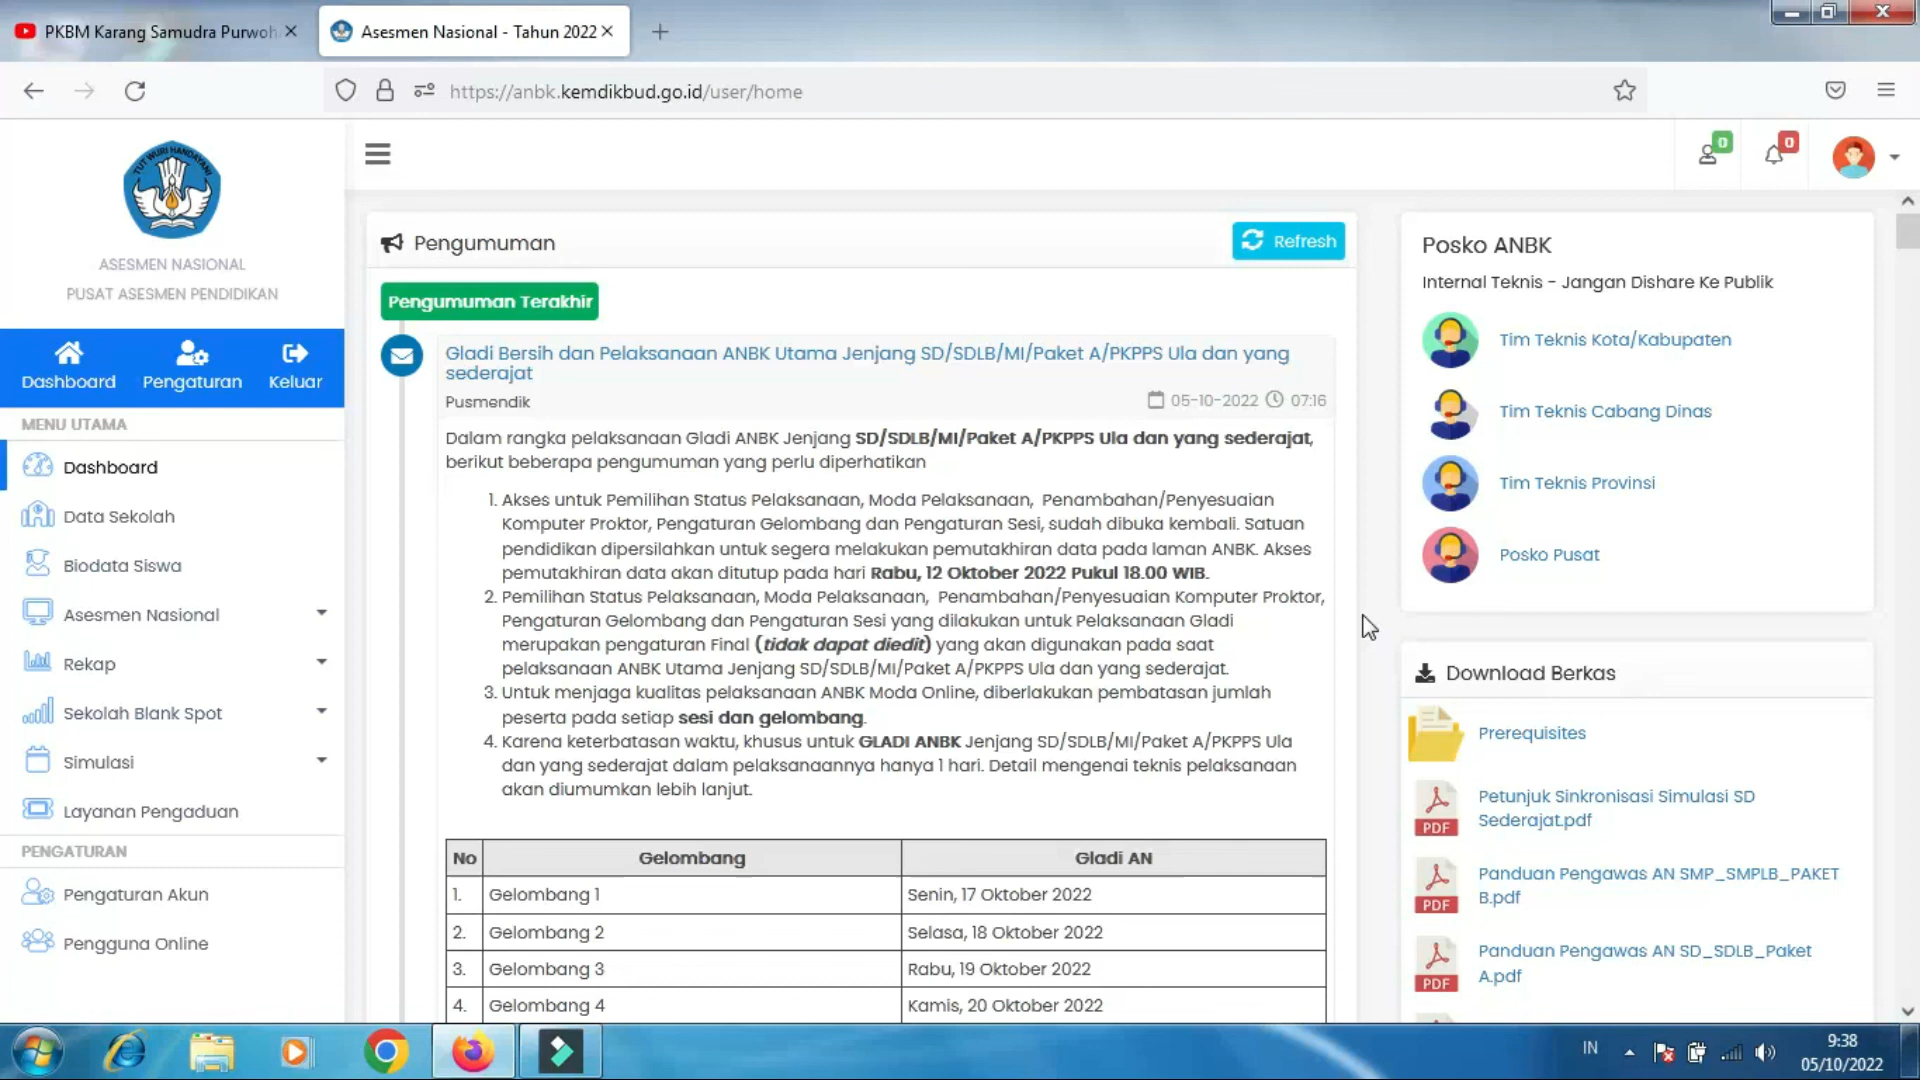 PKBM Karang Samudra Purwoh
Asesmen Nasional - Tahun 2022
https://anbk.kemdikbud.go.id/user/home
TUT WURI HANDAYANI
ASESMEN NASIONAL
PUSAT ASESMEN PENDIDIKAN
Dashboard
Pengaturan
Keluar
MENU UTAMA
Dashboard
Data Sekolah
Biodata Siswa
Asesmen Nasional
Rekap
Sekolah Blank Spot
Simulasi
Layanan Pengaduan
PENGATURAN
Pengaturan Akun
Pengguna Online
0
0
Pengumuman
Refresh
Pengumuman Terakhir
Gladi Bersih dan Pelaksanaan ANBK Utama Jenjang SD/SDLB/MI/Paket A/PKPPS Ula dan yang
sederajat
Pusmendik
05-10-2022 07:16
Dalam rangka pelaksanaan Gladi ANBK Jenjang SD/SDLB/MI/Paket A/PKPPS Ula dan yang sederajat,
berikut beberapa pengumuman yang perlu diperhatikan
1. Akses untuk Pemilihan Status Pelaksanaan, Moda Pelaksanaan, Penambahan/Penyesuaian
Komputer Proktor, Pengaturan Gelombang dan Pengaturan Sesi, sudah dibuka kembali. Satuan
pendidikan dipersilahkan untuk segera melakukan pemutakhiran data pada laman ANBK. Akses
pemutakhiran data akan ditutup pada hari Rabu, 12 Oktober 2022 Pukul 18.00 WIB.
2. Pemilihan Status Pelaksanaan, Moda Pelaksanaan, Penambahan/Penyesuaian Komputer Proktor,
Pengaturan Gelombang dan Pengaturan Sesi yang dilakukan untuk Pelaksanaan Gladi
merupakan pengaturan Final (tidak dapat diedit) yang akan digunakan pada saat
pelaksanaan ANBK Utama Jenjang SD/SDLB/MI/Paket A/PKPPS Ula dan yang sederajat.
3. Untuk menjaga kualitas pelaksanaan ANBK Moda Online, diberlakukan pembatasan jumlah
peserta pada setiap sesi dan gelombang.
4. Karena keterbatasan waktu, khusus untuk GLADI ANBK Jenjang SD/SDLB/MI/Paket A/PKPPS Ula
dan yang sederajat dalam pelaksanaannya hanya 1 hari. Detail mengenai teknis pelaksanaan
akan diumumkan lebih lanjut.
No Gelombang Gladi AN
1. Gelombang 1 Senin, 17 Oktober 2022
2. Gelombang 2 Selasa, 18 Oktober 2022
3. Gelombang 3 Rabu, 19 Oktober 2022
4. Gelombang 4 Kamis, 20 Oktober 2022
Posko ANBK
Internal Teknis - Jangan Dishare Ke Publik
Tim Teknis Kota/Kabupaten
Tim Teknis Cabang Dinas
Tim Teknis Provinsi
Posko Pusat
Download Berkas
Prerequisites
PDF
Petunjuk Sinkronisasi Simulasi SD
Sederajat.pdf
PDF
Panduan Pengawas AN SMP_SMPLB_PAKET
B.pdf
PDF
Panduan Pengawas AN SD_SDLB_Paket
A.pdf
IN
9:38
05/10/2022